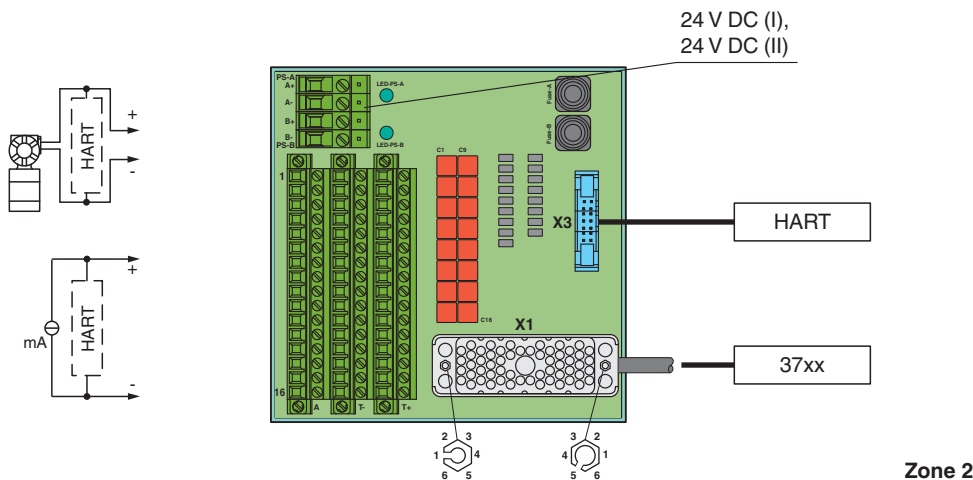 24 V DC (I),
24 V DC (II)
PS-A
A+
LED-PS-A
A-
B+
B-
PS-B
LED-PS-B
Fuse-A
Fuse-B
HART
+
-
C1
C9
1
X3
HART
+
HART
mA
-
C16
X1
37xx
16
A
T-
T+
2
3
1
4
6
5
3
2
4
1
5
6
Zone 2